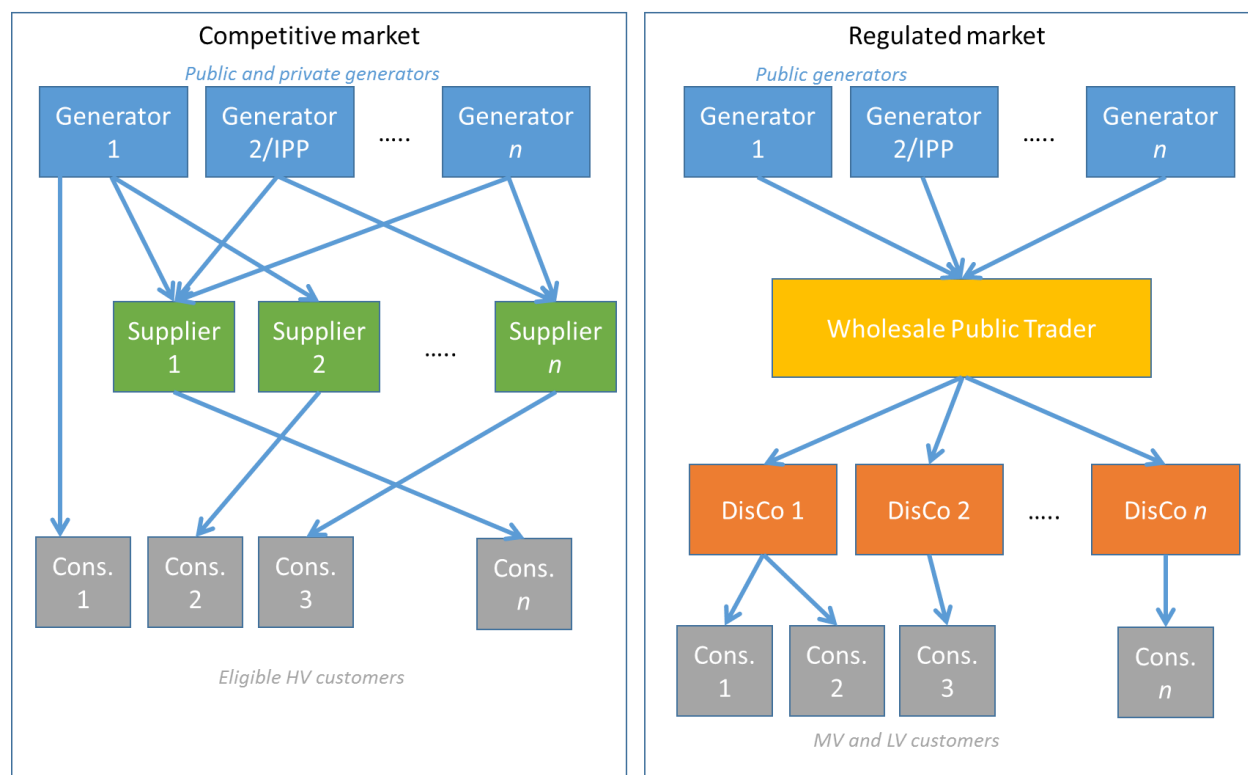 Competitive market
Public and private generators
Generator
1
Generator
2/IPP
.....
Generator
n
Supplier
1
Supplier
2
.....
Supplier
n
Cons.
1
Cons.
2
Cons.
3
Cons.
n
Eligible HV customers
Regulated market
Public generators
Generator
1
Generator
2/IPP
.....
Generator
n
Wholesale Public Trader
DisCo 1
DisCo 2
.....
DisCo n
Cons.
1
Cons.
2
Cons.
3
Cons.
n
MV and LV customers